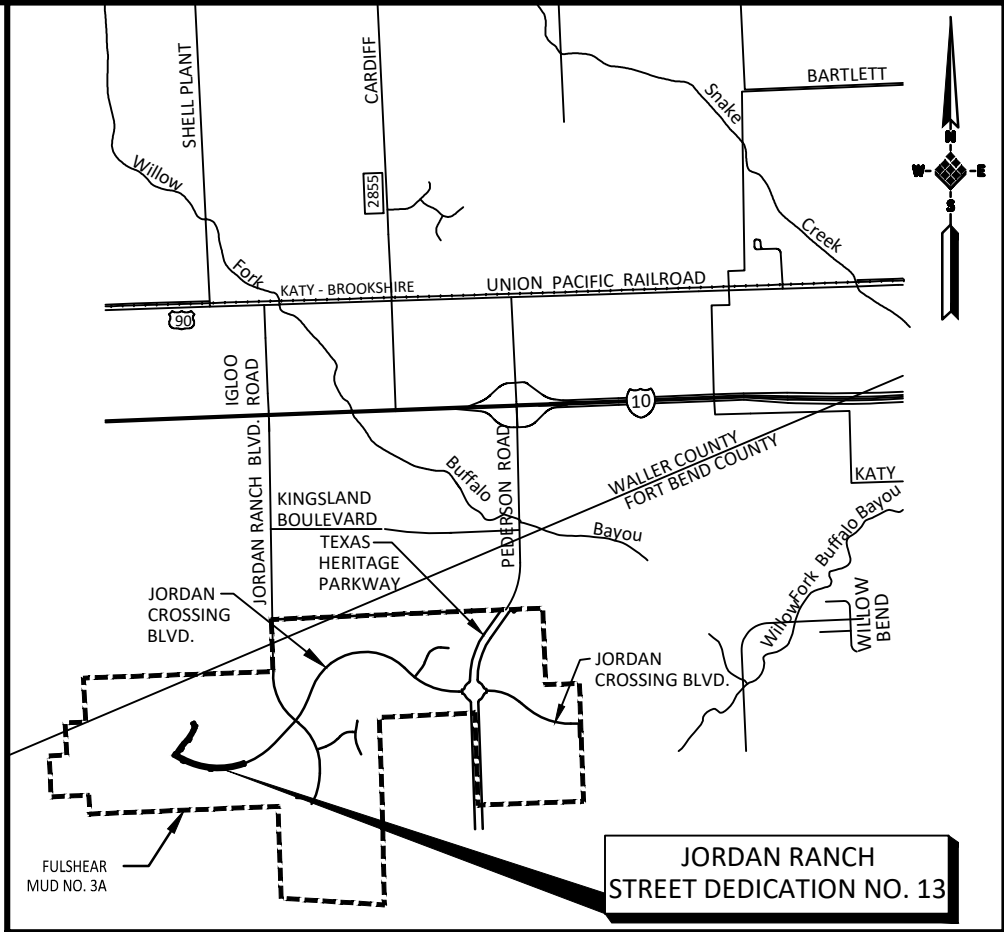 SHELL PLANT
CARDIFF
2855
BARTLETT
Snake
Creek
N
W
E
S
Willow
Fork
KATY - BROOKSHIRE
UNION PACIFIC RAILROAD
90
IGLOO
ROAD
10
JORDAN RANCH BLVD.
PEDERSON ROAD
Buffalo
Bayou
WALLER COUNTY
FORT BEND COUNTY
KATY
KINGSLAND
BOULEVARD
TEXAS
HERITAGE
PARKWAY
Willow Fork Buffalo Bayou
WILLOW
BEND
JORDAN
CROSSING
BLVD.
JORDAN
CROSSING BLVD.
FULSHEAR
MUD NO. 3A
JORDAN RANCH
STREET DEDICATION NO. 13